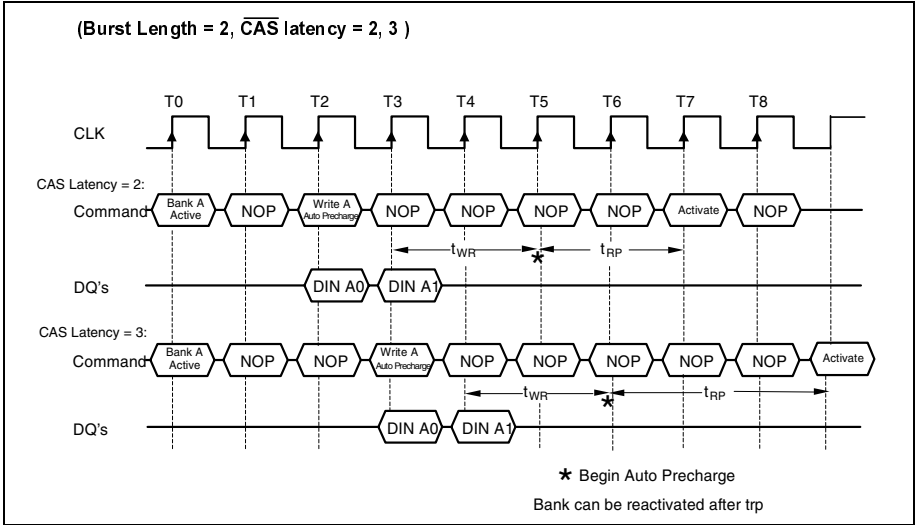 (Burst Length = 2, CAS latency = 2, 3 )
T0 T1 T2 T3 T4 T5 T6 T7 T8
CLK
CAS Latency = 2:
Command Bank A Active NOP Write A Auto Precharge NOP NOP NOP NOP Activate NOP
tWR tRP
*
DQ's DIN A0 DIN A1
CAS Latency = 3:
Command Bank A Active NOP NOP Write A Auto Precharge NOP NOP NOP NOP NOP Activate
tWR tRP
*
DQ's DIN A0 DIN A1
* Begin Auto Precharge
Bank can be reactivated after trp